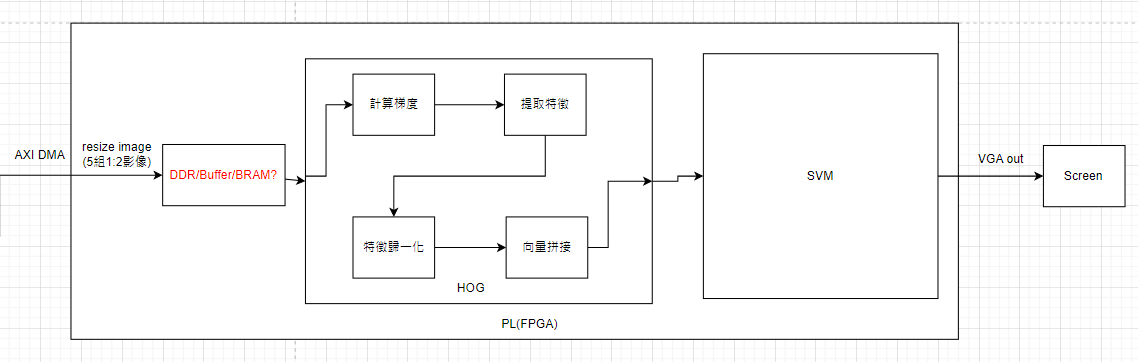 AXI DMA
resize image
(5組1:2影像)
DDR/Buffer/BRAM?
計算梯度
提取特徵
特徵歸一化
向量拼接
HOG
SVM
PL(FPGA)
VGA out
Screen